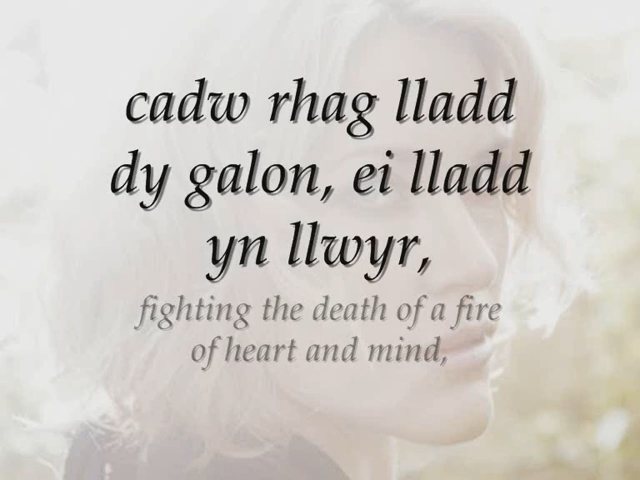 cadw rhag lladd
dy galon, ei lladd
yn llwyr,
fighting the death of a fire
of heart and mind,